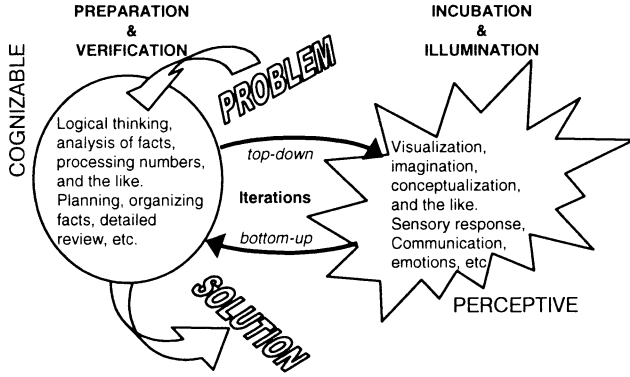 PREPARATION
&
VERIFICATION
INCUBATION
&
ILLUMINATION
COGNIZABLE
PROBLEM
Logical thinking,
analysis of facts,
processing numbers,
and the like.
Planning, organizing
facts, detailed
review, etc.
top-down
Iterations
bottom-up
Visualization,
imagination,
conceptualization,
and the like.
Sensory response,
Communication,
emotions, etc
PERCEPTIVE
SOLUTION